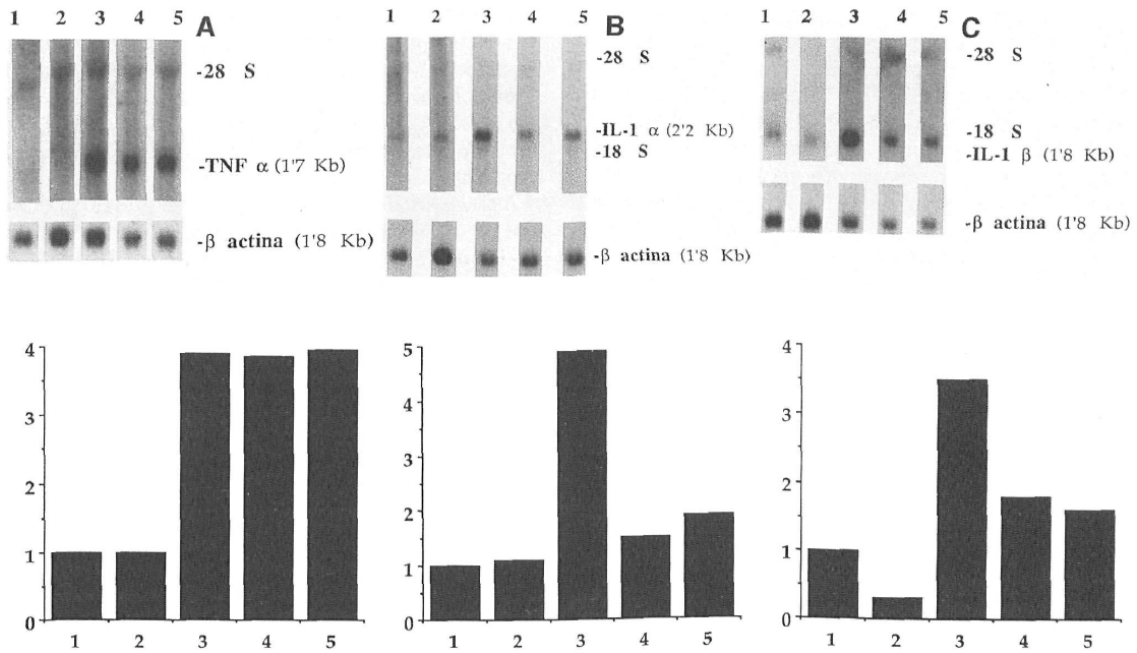 1 2 3 4 5 A
-28 S
-TNF α (1'7 Kb)
-β actina (1'8 Kb)
1 2 3 4 5 B
-28 S
-IL-1 α (2'2 Kb)
-18 S
-β actina (1'8 Kb)
1 2 3 4 5 C
-28 S
-18 S
-IL-1 β (1'8 Kb)
-β actina (1'8 Kb)
4
3
2
1
0
1 2 3 4 5
5
4
3
2
1
0
1 2 3 4 5
4
3
2
1
0
1 2 3 4 5